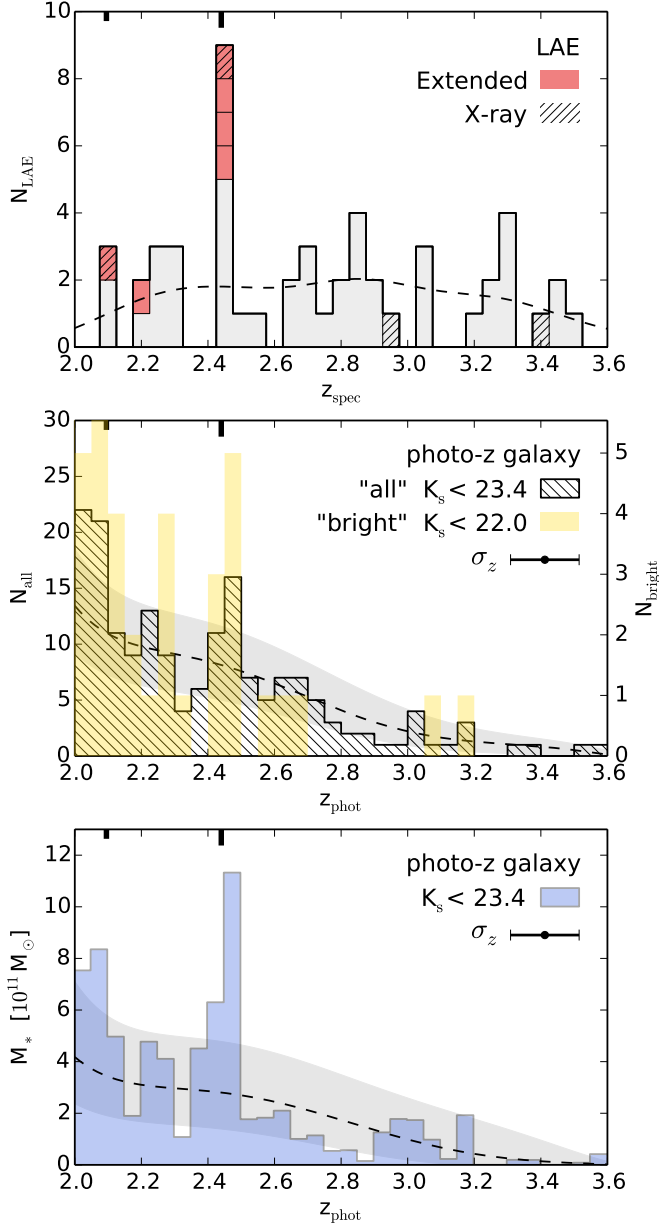 10
8
6
4
2
0
N_LAE
LAE
Extended
X-ray
2.0 2.2 2.4 2.6 2.8 3.0 3.2 3.4 3.6
z_spec
30
25
20
15
10
5
0
N_all
photo-z galaxy
"all" K_s < 23.4
"bright" K_s < 22.0
σ_z
5
4
3
2
1
0
N_bright
2.0 2.2 2.4 2.6 2.8 3.0 3.2 3.4 3.6
z_phot
12
10
8
6
4
2
0
M_* [10^11 M_⊙]
photo-z galaxy
K_s < 23.4
σ_z
2.0 2.2 2.4 2.6 2.8 3.0 3.2 3.4 3.6
z_phot